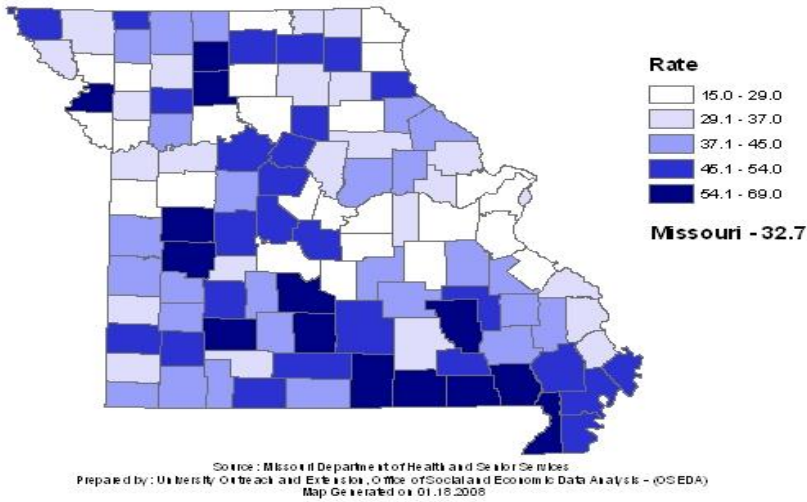 Rate
15.0 - 29.0
29.1 - 37.0
37.1 - 45.0
45.1 - 54.0
54.1 - 69.0
Missouri - 32.7
Source: Missouri Department of Health and Senior Services
Prepared by: University Outreach and Extension, Office of Social and Economic Data Analysis - (OSEDA)
Map Generated on 01.18.2008